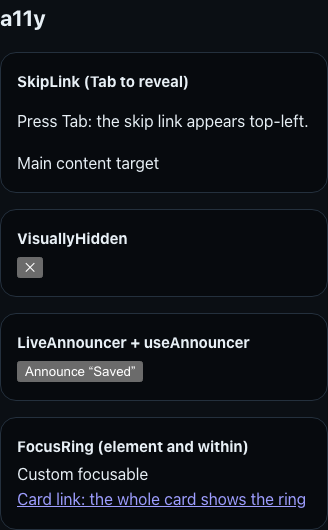 a11y
SkipLink (Tab to reveal)
Press Tab: the skip link appears top-left.
Main content target
VisuallyHidden
LiveAnnouncer + useAnnouncer
Announce “Saved”
FocusRing (element and within)
Custom focusable
Card link: the whole card shows the ring